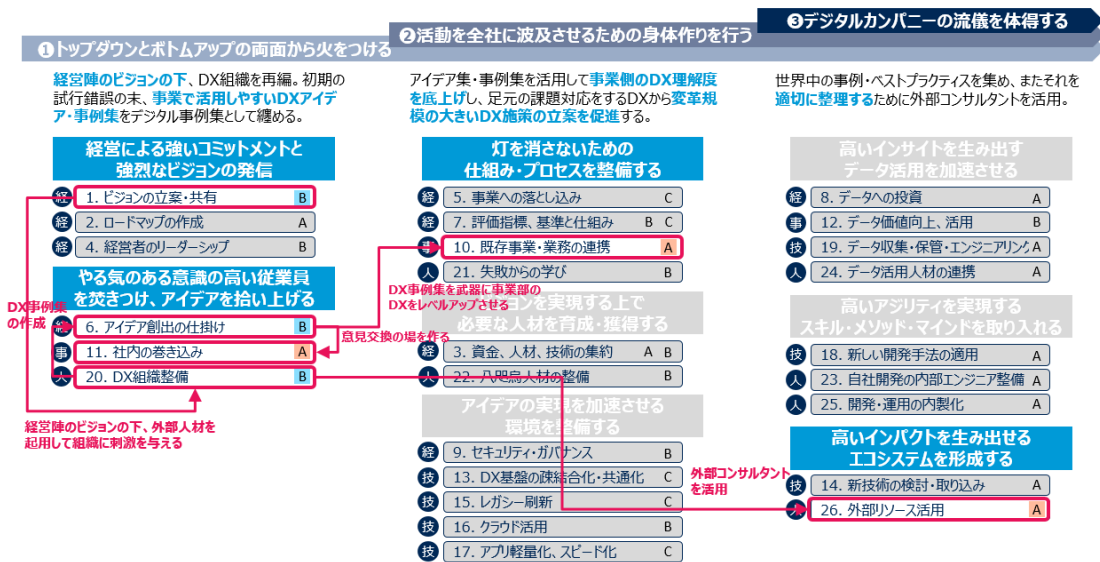 ❶トップダウンとボトムアップの両面から火をつける
❷活動を全社に波及させるための身体作りを行う
❸デジタルカンパニーの流儀を体得する
経営陣のビジョンの下、DX組織を再編。初期の
試行錯誤の末、事業で活用しやすいDXアイデ
ア・事例集をデジタル事例集として纏める。
経営による強いコミットメントと
強烈なビジョンの発信
経 1. ビジョンの立案・共有 B
経 2. ロードマップの作成 A
経 4. 経営者のリーダーシップ B
やる気のある意識の高い従業員
を焚きつけ、アイデアを拾い上げる
DX事例集
の作成
経 6. アイデア創出の仕掛け B
事 11. 社内の巻き込み A
人 20. DX組織整備 B
意見交換の場を作る
経営陣のビジョンの下、外部人材を
起用して組織に刺激を与える
アイデア集・事例集を活用して事業側のDX理解度
を底上げし、足元の課題対応をするDXから変革規
模の大きいDX施策の立案を促進する。
灯を消さないための
仕組み・プロセスを整備する
経 5. 事業への落とし込み C
経 7. 評価指標、基準と仕組み B C
事 10. 既存事業・業務の連携 A
人 21. 失敗からの学び B
DX事例集を武器に事業部の
DXをレベルアップさせる
ョンを実現する上で
必要な人材を育成・獲得する
経 3. 資金、人材、技術の集約 A B
人 22. 八咫烏人材の整備 B
アイデアの実現を加速させる
環境を整備する
経 9. セキュリティ・ガバナンス B
技 13. DX基盤の疎結合化・共通化 C
技 15. レガシー刷新 C
技 16. クラウド活用 B
技 17. アプリ軽量化、スピード化 C
外部コンサルタント
を活用
世界中の事例・ベストプラクティスを集め、またそれを
適切に整理するために外部コンサルタントを活用。
高いインサイトを生み出す
データ活用を加速させる
経 8. データへの投資 A
事 12. データ価値向上、活用 B
技 19. データ収集・保管・エンジニアリング A
人 24. データ活用人材の連携 A
高いアジリティを実現する
スキル・メソッド・マインドを取り入れる
技 18. 新しい開発手法の適用 A
人 23. 自社開発の内部エンジニア整備 A
人 25. 開発・運用の内製化 A
高いインパクトを生み出せる
エコシステムを形成する
技 14. 新技術の検討・取り込み A
人 26. 外部リソース活用 A